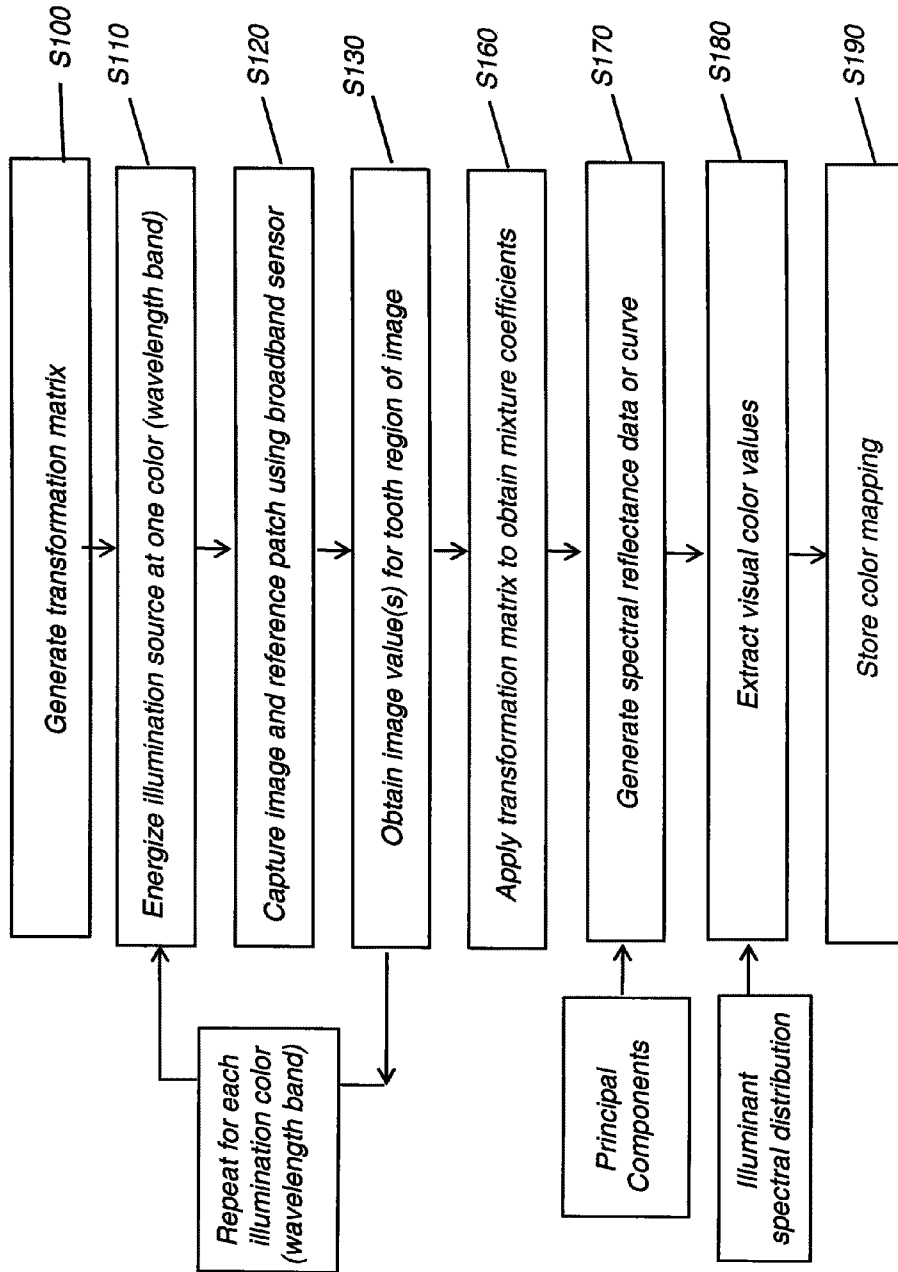 Generate transformation matrix
S100
Energize illumination source at one color (wavelength band)
S110
Capture image and reference patch using broadband sensor
S120
Obtain image value(s) for tooth region of image
S130
Repeat for each
illumination color
(wavelength band)
Apply transformation matrix to obtain mixture coefficients
S160
Generate spectral reflectance data or curve
S170
Principal
Components
Extract visual color values
S180
Illuminant
spectral distribution
Store color mapping
S190